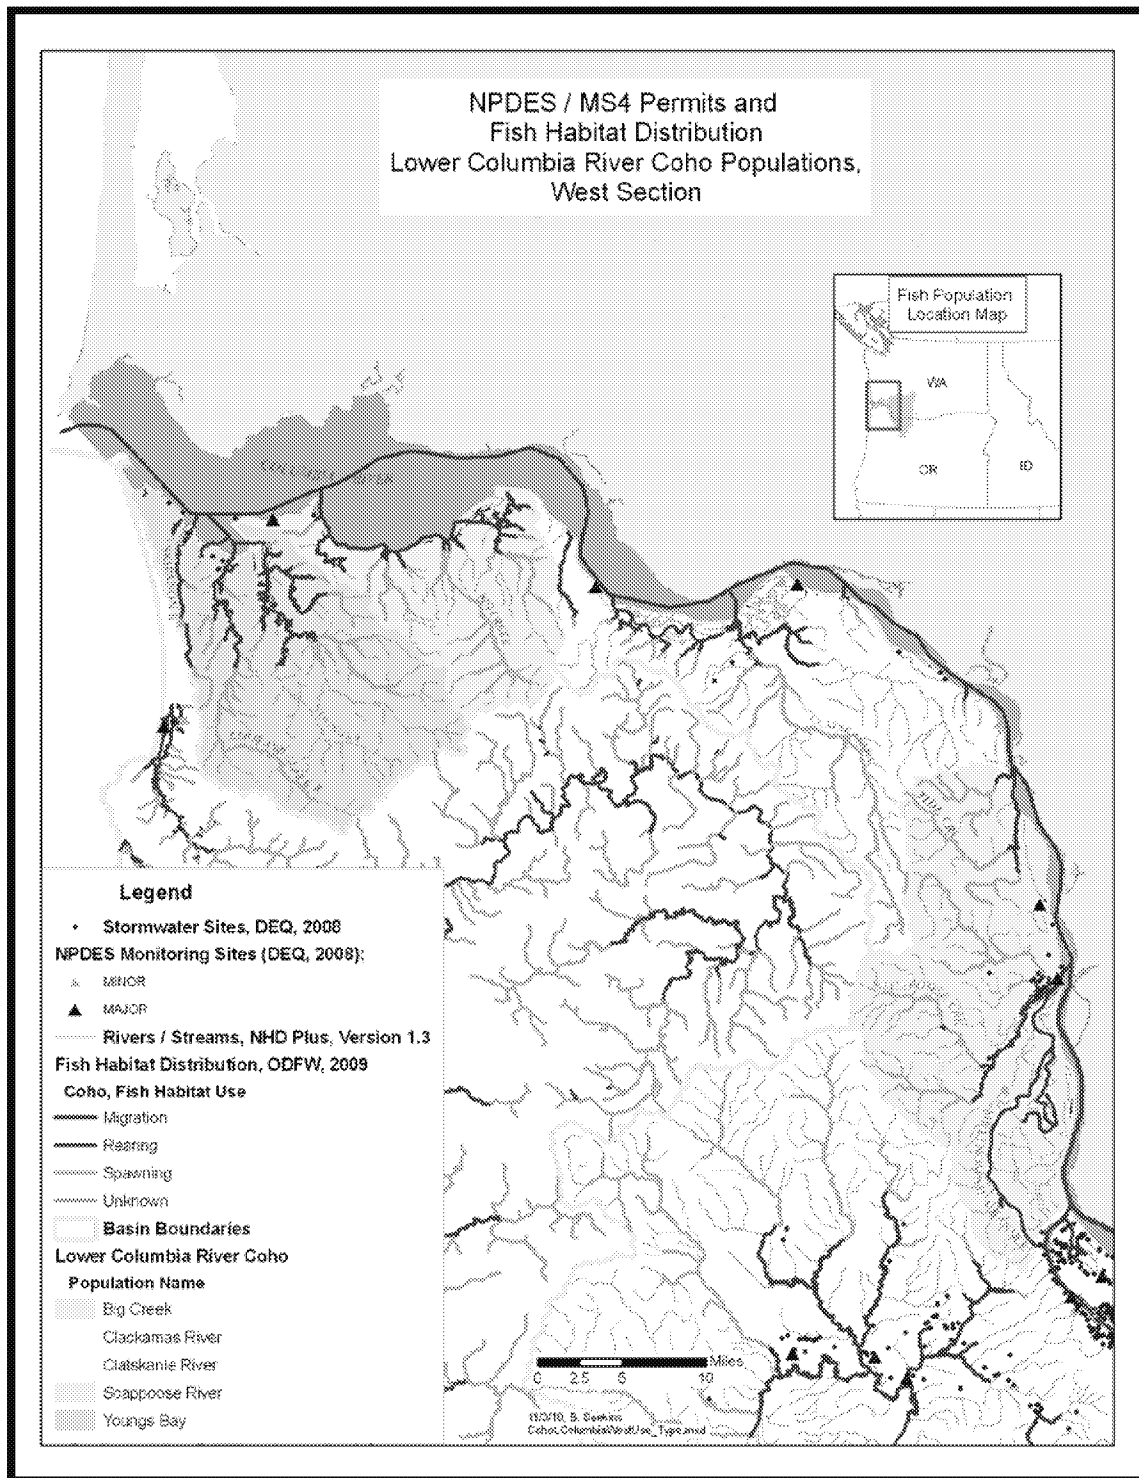 NPDES / MS4 Permits and
Fish Habitat Distribution
Lower Columbia River Coho Populations,
West Section
Fish Population
Location Map
WA
OR
ID
Legend
Stormwater Sites, DEQ, 2008
NPDES Monitoring Sites (DEQ, 2008):
MINOR
MAJOR
Rivers / Streams, NHD Plus, Version 1.3
Fish Habitat Distribution, ODFW, 2009
Coho, Fish Habitat Use
Migration
Rearing
Spawning
Unknown
Basin Boundaries
Lower Columbia River Coho
Population Name
Big Creek
Clackamas River
Clatskanie River
Scappoose River
Youngs Bay
Miles
0 2.5 5 10